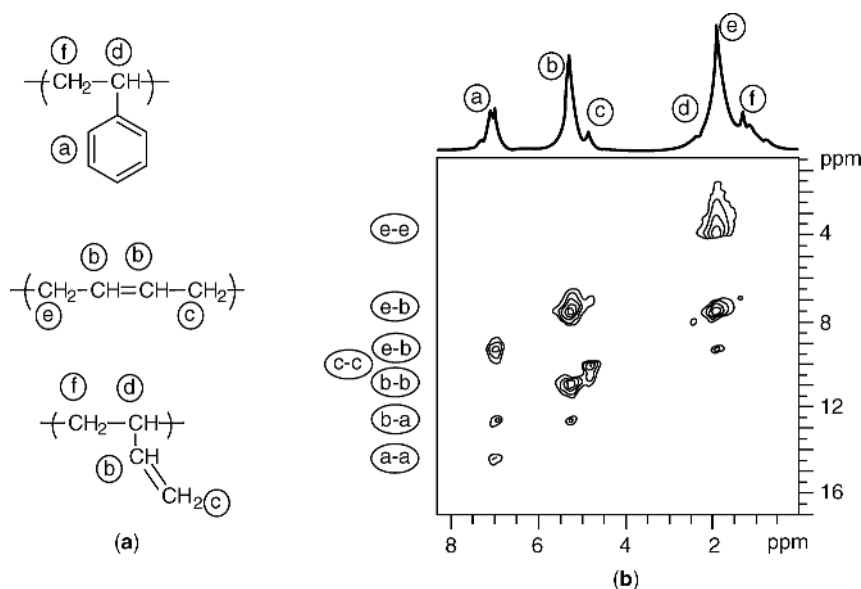 f d
—(CH2—CH)—
a
b b
—(CH2—CH=CH—CH2)—
e c
f d
—(CH2—CH)—
b CH
CH2 c
(a)
e
b
a c d f
ppm
e-e 4
e-b 8
e-b
c-c
b-b
b-a 12
a-a
16
8 6 4 2 ppm
(b)